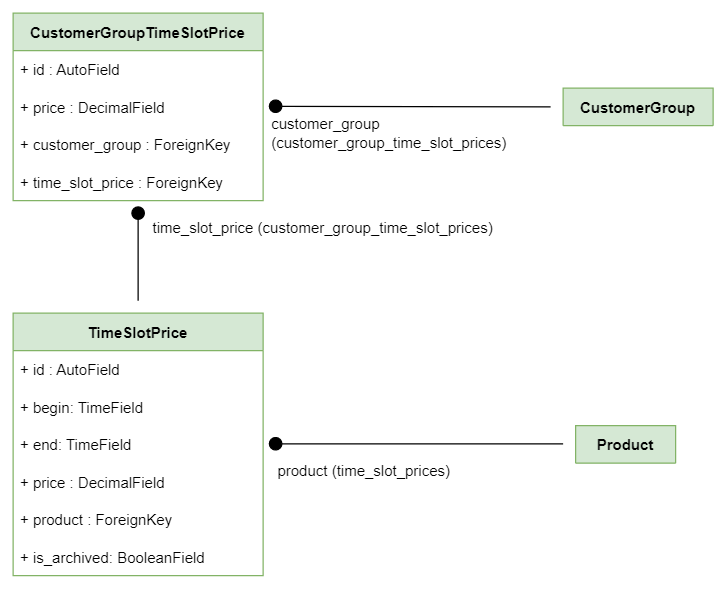 CustomerGroupTimeSlotPrice
+ id : AutoField
+ price : DecimalField
+ customer_group : ForeignKey
+ time_slot_price : ForeignKey
customer_group
(customer_group_time_slot_prices)
CustomerGroup
time_slot_price (customer_group_time_slot_prices)
TimeSlotPrice
+ id : AutoField
+ begin: TimeField
+ end: TimeField
+ price : DecimalField
+ product : ForeignKey
+ is_archived: BooleanField
product (time_slot_prices)
Product